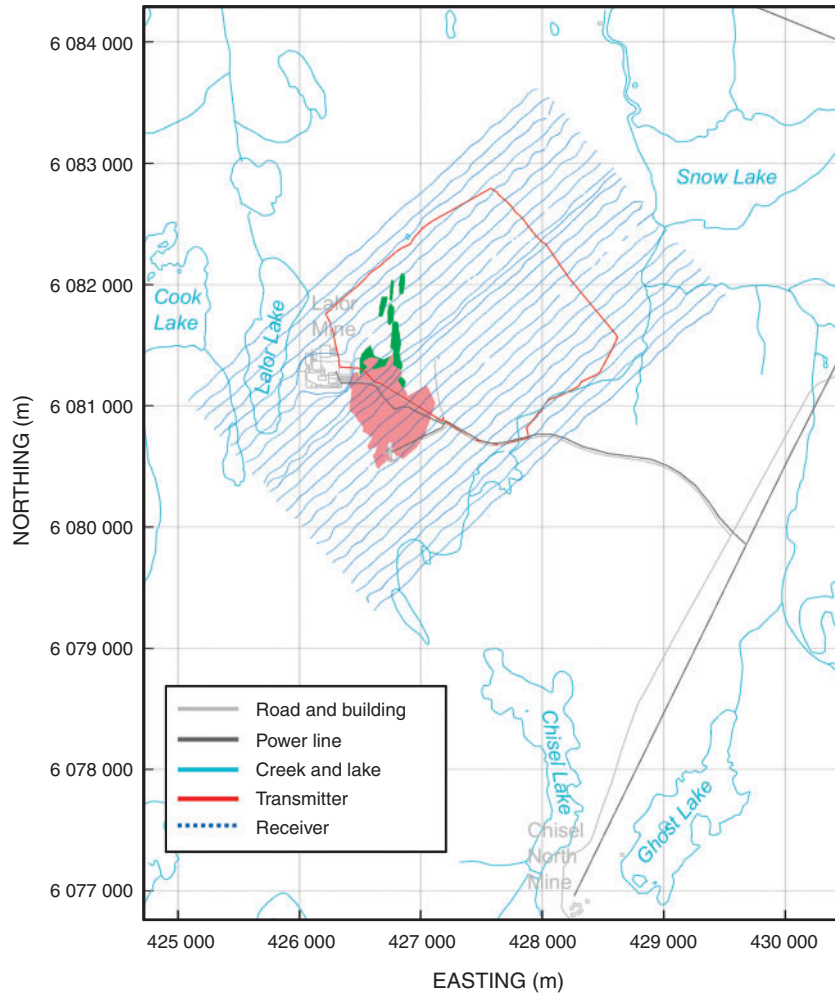 6 084 000
6 083 000
6 082 000
6 081 000
6 080 000
6 079 000
6 078 000
6 077 000
NORTHING (m)
Snow Lake
Cook
Lake
Lalor Lake
Lalor
Mine
Chisel Lake
Ghost Lake
Chisel
North
Mine
Road and building
Power line
Creek and lake
Transmitter
Receiver
425 000
426 000
427 000
428 000
429 000
430 000
EASTING (m)